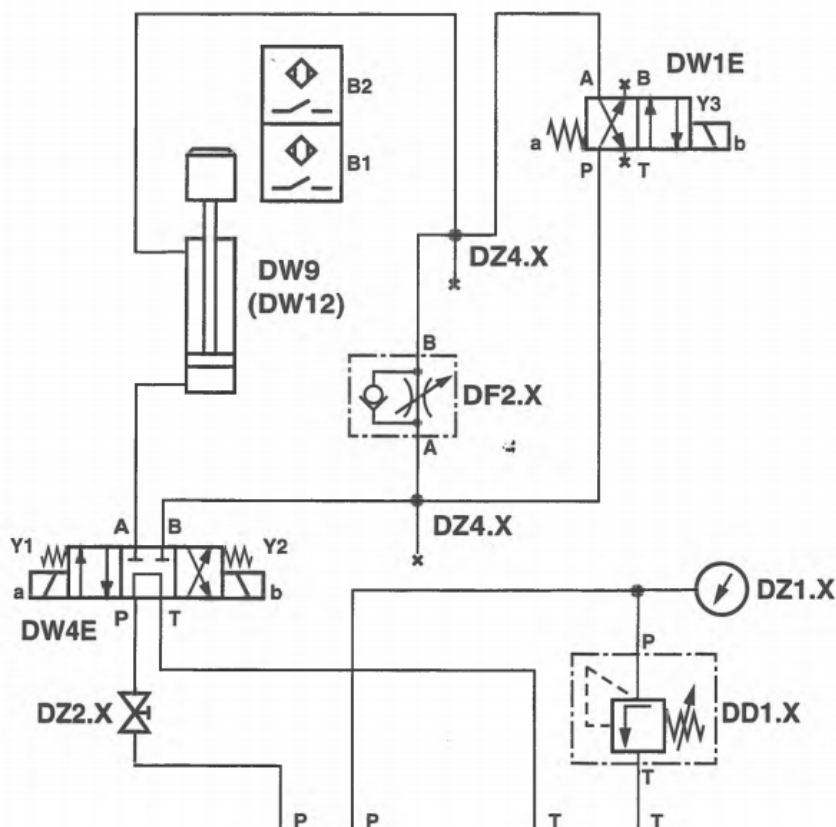 A B DW1E
Y3
a b
P T
B2
B1
DZ4.X
DW9
(DW12)
B
DF2.X
A
DZ4.X
A B
Y1 Y2
a b
P T
DW4E
DZ1.X
P
DZ2.X
DD1.X
T
P P T T